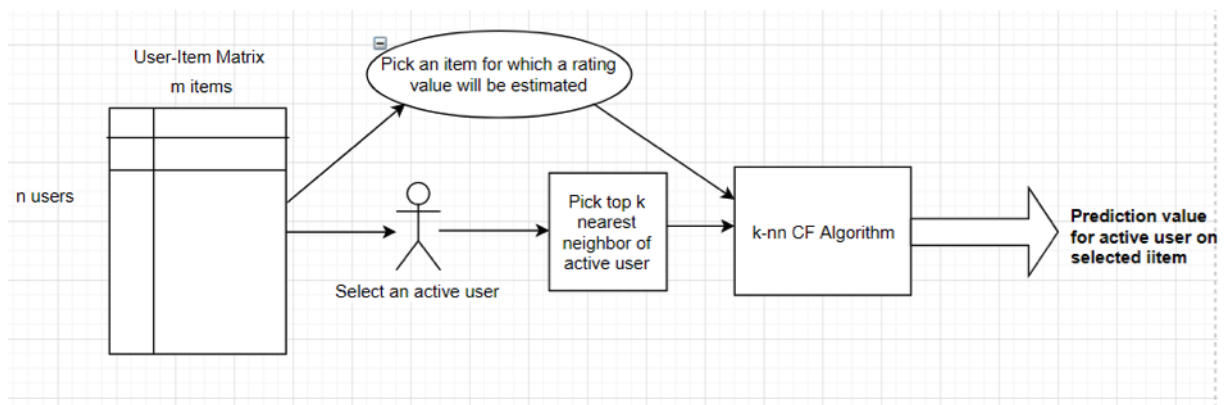 User-Item Matrix
m items
n users
Pick an item for which a rating
value will be estimated
Select an active user
Pick top k
nearest
neighbor of
active user
k-nn CF Algorithm
Prediction value
for active user on
selected iitem